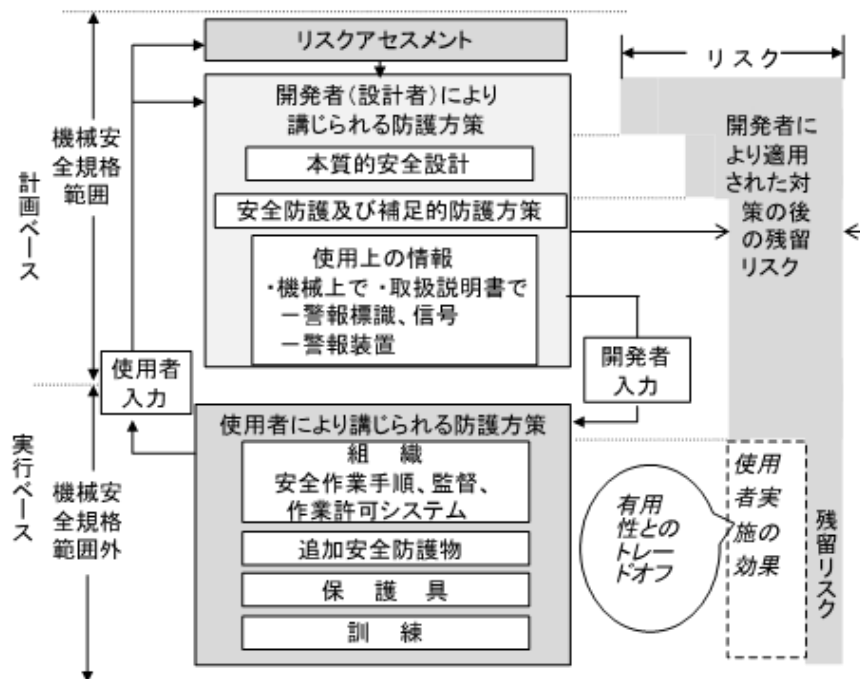 リスクアセスメント
開発者（設計者）により
講じられる防護方策
本質的安全設計
安全防護及び補足的防護方策
使用上の情報
・機械上で ・取扱説明書で
－警報標識、信号
－警報装置
計画ベース
機械安
全規格
範囲
使用者
入力
開発者
入力
実行ベース
機械安
全規格
範囲外
使用者により講じられる防護方策
組　織
安全作業手順、監督、
作業許可システム
追加安全防護物
保　護　具
訓　練
リスク
開発者に
より適用
された対
策の後
の残留
リスク
有用
性との
トレー
ドオフ
使用
者実
施の
効果
残留リスク